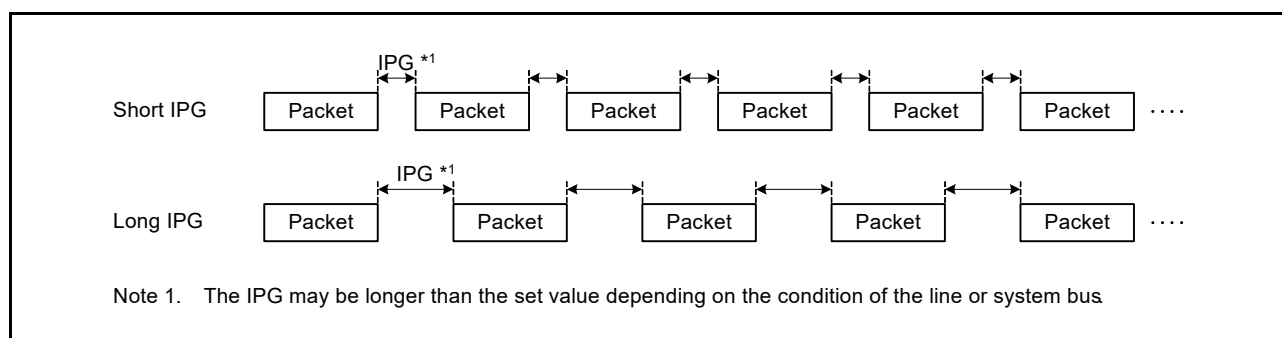 IPG *1
Short IPG Packet Packet Packet Packet Packet Packet ····
IPG *1
Long IPG Packet Packet Packet Packet Packet ····
Note 1. The IPG may be longer than the set value depending on the condition of the line or system bus.